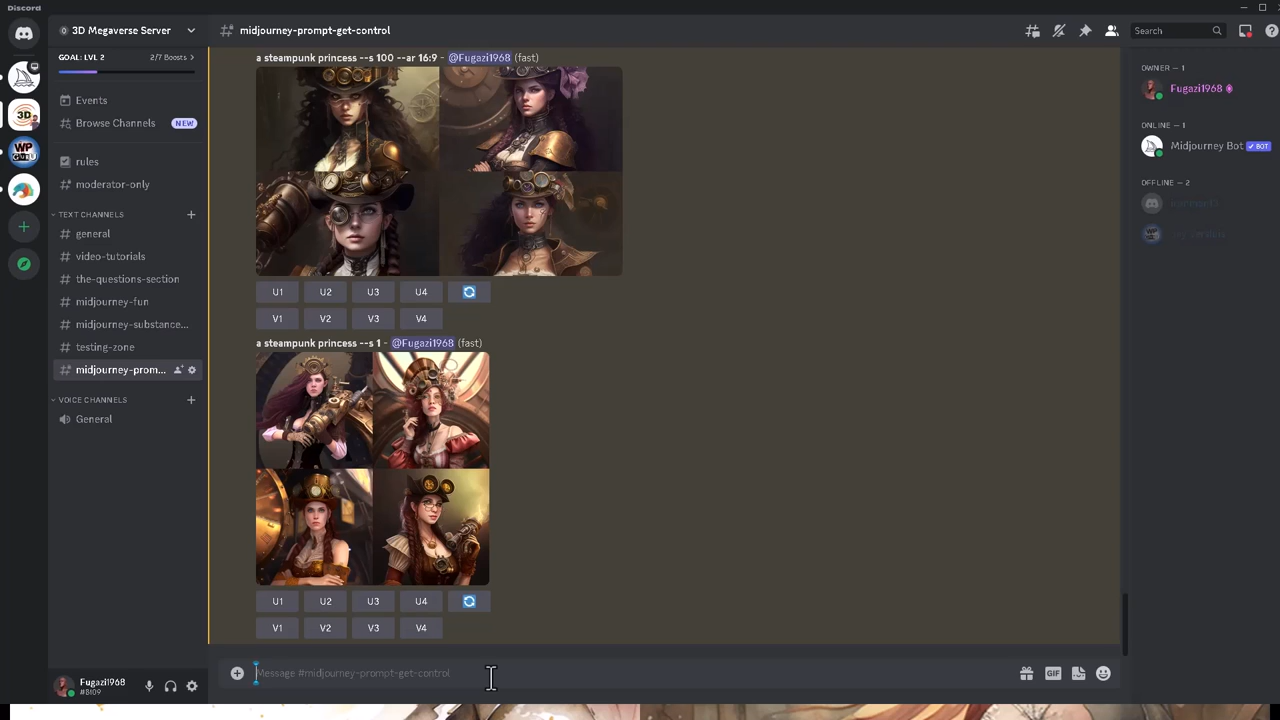 Discord
3D Megaverse Server
midjourney-prompt-get-control
Search
GOAL: LVL 2
2/7 Boosts >
Events
Browse Channels
NEW
rules
moderator-only
TEXT CHANNELS
general
video-tutorials
the-questions-section
midjourney-fun
midjourney-substance...
testing-zone
midjourney-prom...
VOICE CHANNELS
General
Fugazi1968
#8109
3D
WP
GURU
a steampunk princess --s 100 --ar 16:9 - @Fugazi1968 (fast)
U1 U2 U3 U4
V1 V2 V3 V4
a steampunk princess --s 1 - @Fugazi1968 (fast)
U1 U2 U3 U4
V1 V2 V3 V4
Message #midjourney-prompt-get-control
GIF
OWNER — 1
Fugazi1968
ONLINE — 1
Midjourney Bot
BOT
OFFLINE — 2